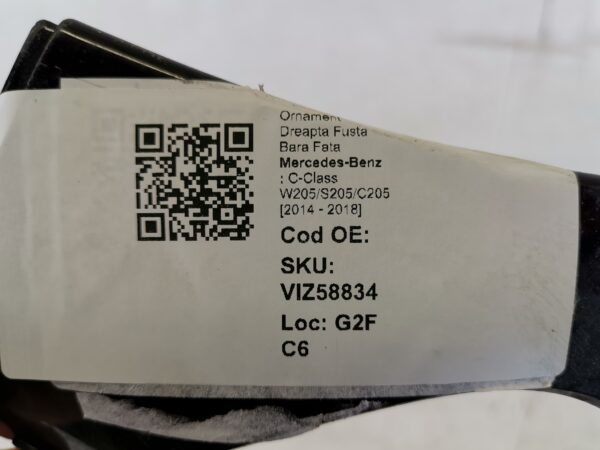 Ornament
Dreapta Fusta
Bara Fata
Mercedes-Benz
: C-Class
W205/S205/C205
[2014 - 2018]
Cod OE:
SKU:
VIZ58834
Loc: G2F
C6